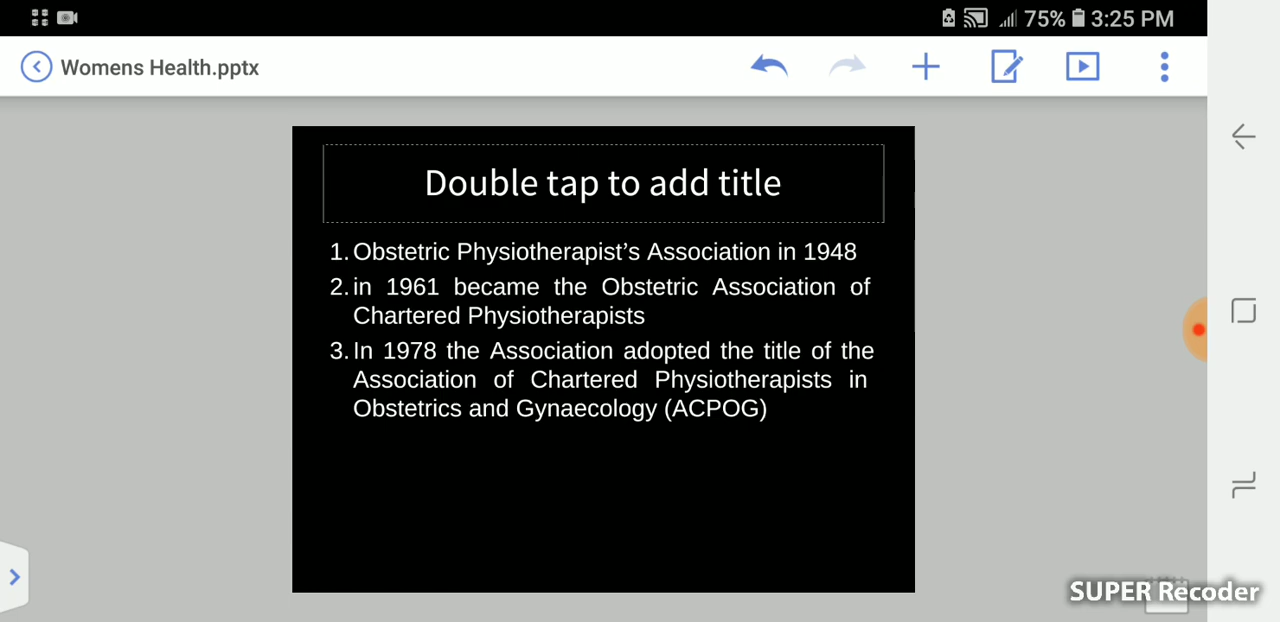 75% 3:25 PM
Womens Health.pptx
Double tap to add title
1. Obstetric Physiotherapist’s Association in 1948
2. in 1961 became the Obstetric Association of
Chartered Physiotherapists
3. In 1978 the Association adopted the title of the
Association of Chartered Physiotherapists in
Obstetrics and Gynaecology (ACPOG)
SUPER Recoder